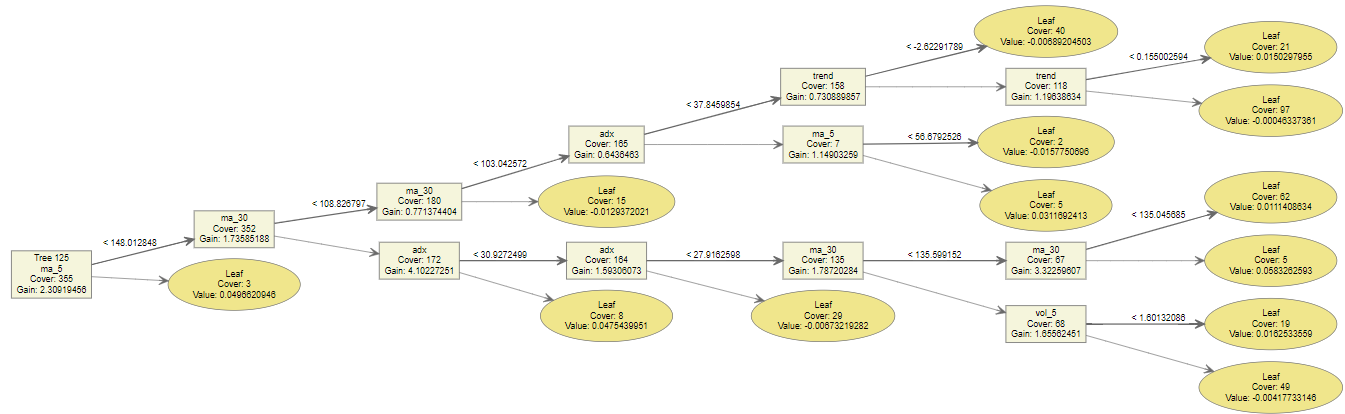 Tree 125
ma_5
Cover: 355
Gain: 2.30919456
< 148.012848
ma_30
Cover: 352
Gain: 1.73585188
Leaf
Cover: 3
Value: 0.0496620946
< 108.826797
ma_30
Cover: 180
Gain: 0.771374404
adx
Cover: 172
Gain: 4.10227251
< 103.042572
adx
Cover: 165
Gain: 0.6436463
Leaf
Cover: 15
Value: -0.0129372021
< 30.9272499
adx
Cover: 164
Gain: 1.59306073
Leaf
Cover: 8
Value: 0.0475439951
< 37.8459854
trend
Cover: 158
Gain: 0.730889857
ma_5
Cover: 7
Gain: 1.14903259
< 27.9162598
ma_30
Cover: 135
Gain: 1.78720284
Leaf
Cover: 29
Value: -0.00673219282
< -2.62291789
Leaf
Cover: 40
Value: -0.00689204503
trend
Cover: 118
Gain: 1.19638634
< 56.6792526
Leaf
Cover: 2
Value: -0.0157750696
Leaf
Cover: 5
Value: 0.0311692413
< 135.599152
ma_30
Cover: 67
Gain: 3.32259607
vol_5
Cover: 68
Gain: 1.65562451
< 0.155002594
Leaf
Cover: 21
Value: 0.0150297955
Leaf
Cover: 97
Value: -0.00046337361
< 135.045685
Leaf
Cover: 62
Value: 0.0111408634
Leaf
Cover: 5
Value: 0.0583262593
< 1.60132086
Leaf
Cover: 19
Value: 0.0162533559
Leaf
Cover: 49
Value: -0.00417733146